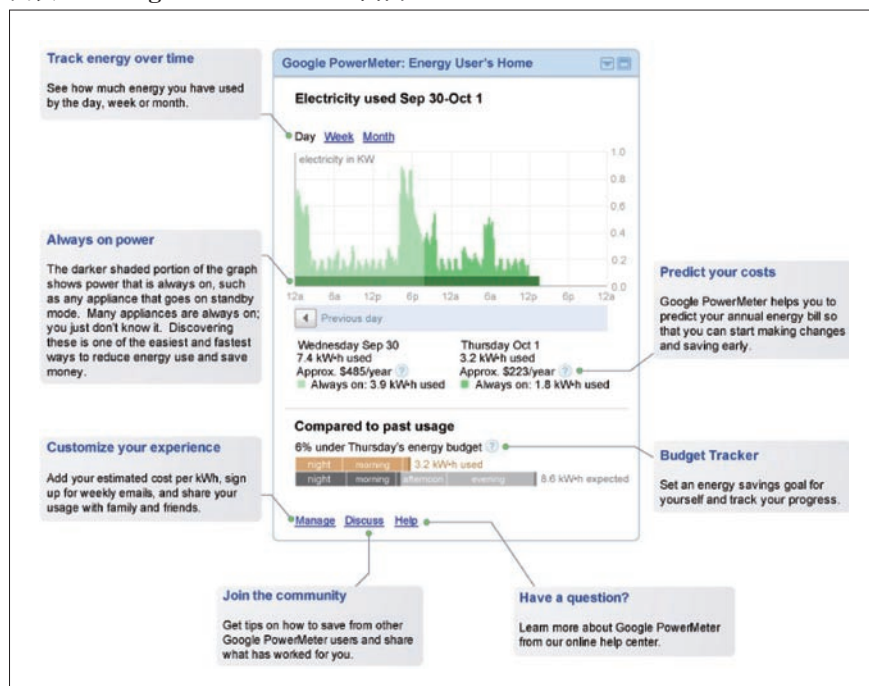 Track energy over time
See how much energy you have used
by the day, week or month.
Google PowerMeter: Energy User's Home
Electricity used Sep 30-Oct 1
Day Week Month
electricity in KW
1.0
0.8
0.6
0.4
0.2
0.0
12a 6a 12p 6p 12a 6a 12p 6p 12a
Previous day
Always on power
The darker shaded portion of the graph
shows power that is always on, such
as any appliance that goes on standby
mode. Many appliances are always on;
you just don't know it. Discovering
these is one of the easiest and fastest
ways to reduce energy use and save
money.
Wednesday Sep 30
7.4 kW•h used
Approx. $485/year ?
Always on: 3.9 kW•h used
Thursday Oct 1
3.2 kW•h used
Approx. $223/year ?
Always on: 1.8 kW•h used
Predict your costs
Google PowerMeter helps you to
predict your annual energy bill so
that you can start making changes
and saving early.
Compared to past usage
6% under Thursday's energy budget ?
night morning 3.2 kW•h used
night morning afternoon evening 8.6 kW•h expected
Customize your experience
Add your estimated cost per kWh, sign
up for weekly emails, and share your
usage with family and friends.
Budget Tracker
Set an energy savings goal for
yourself and track your progress.
Manage Discuss Help
Join the community
Get tips on how to save from other
Google PowerMeter users and share
what has worked for you.
Have a question?
Learn more about Google PowerMeter
from our online help center.